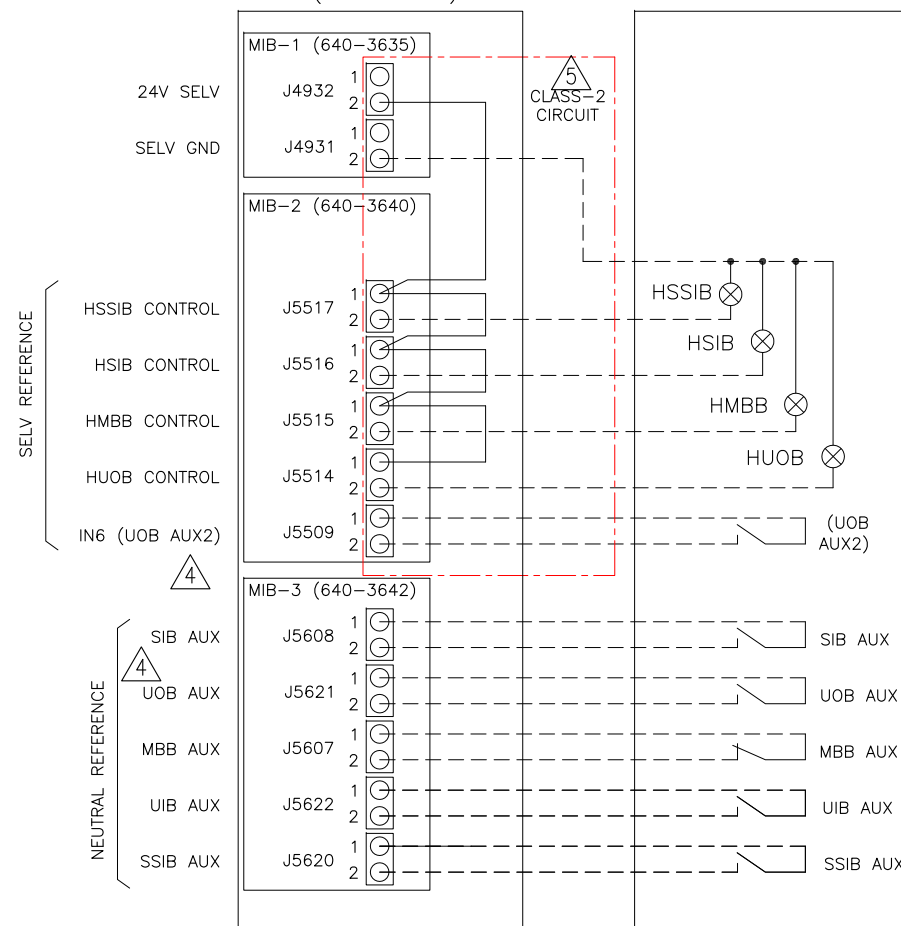 MIB-1 (640-3635)
24V SELV
J4932
1
2
SELV GND
J4931
1
2
5
CLASS-2
CIRCUIT
MIB-2 (640-3640)
SELV REFERENCE
HSSIB CONTROL
J5517
1
2
HSSIB
HSIB CONTROL
J5516
1
2
HSIB
HMBB CONTROL
J5515
1
2
HMBB
HUOB CONTROL
J5514
1
2
HUOB
IN6 (UOB AUX2)
J5509
1
2
(UOB
AUX2)
4
MIB-3 (640-3642)
NEUTRAL REFERENCE
SIB AUX
J5608
1
2
SIB AUX
4
UOB AUX
J5621
1
2
UOB AUX
MBB AUX
J5607
1
2
MBB AUX
UIB AUX
J5622
1
2
UIB AUX
SSIB AUX
J5620
1
2
SSIB AUX